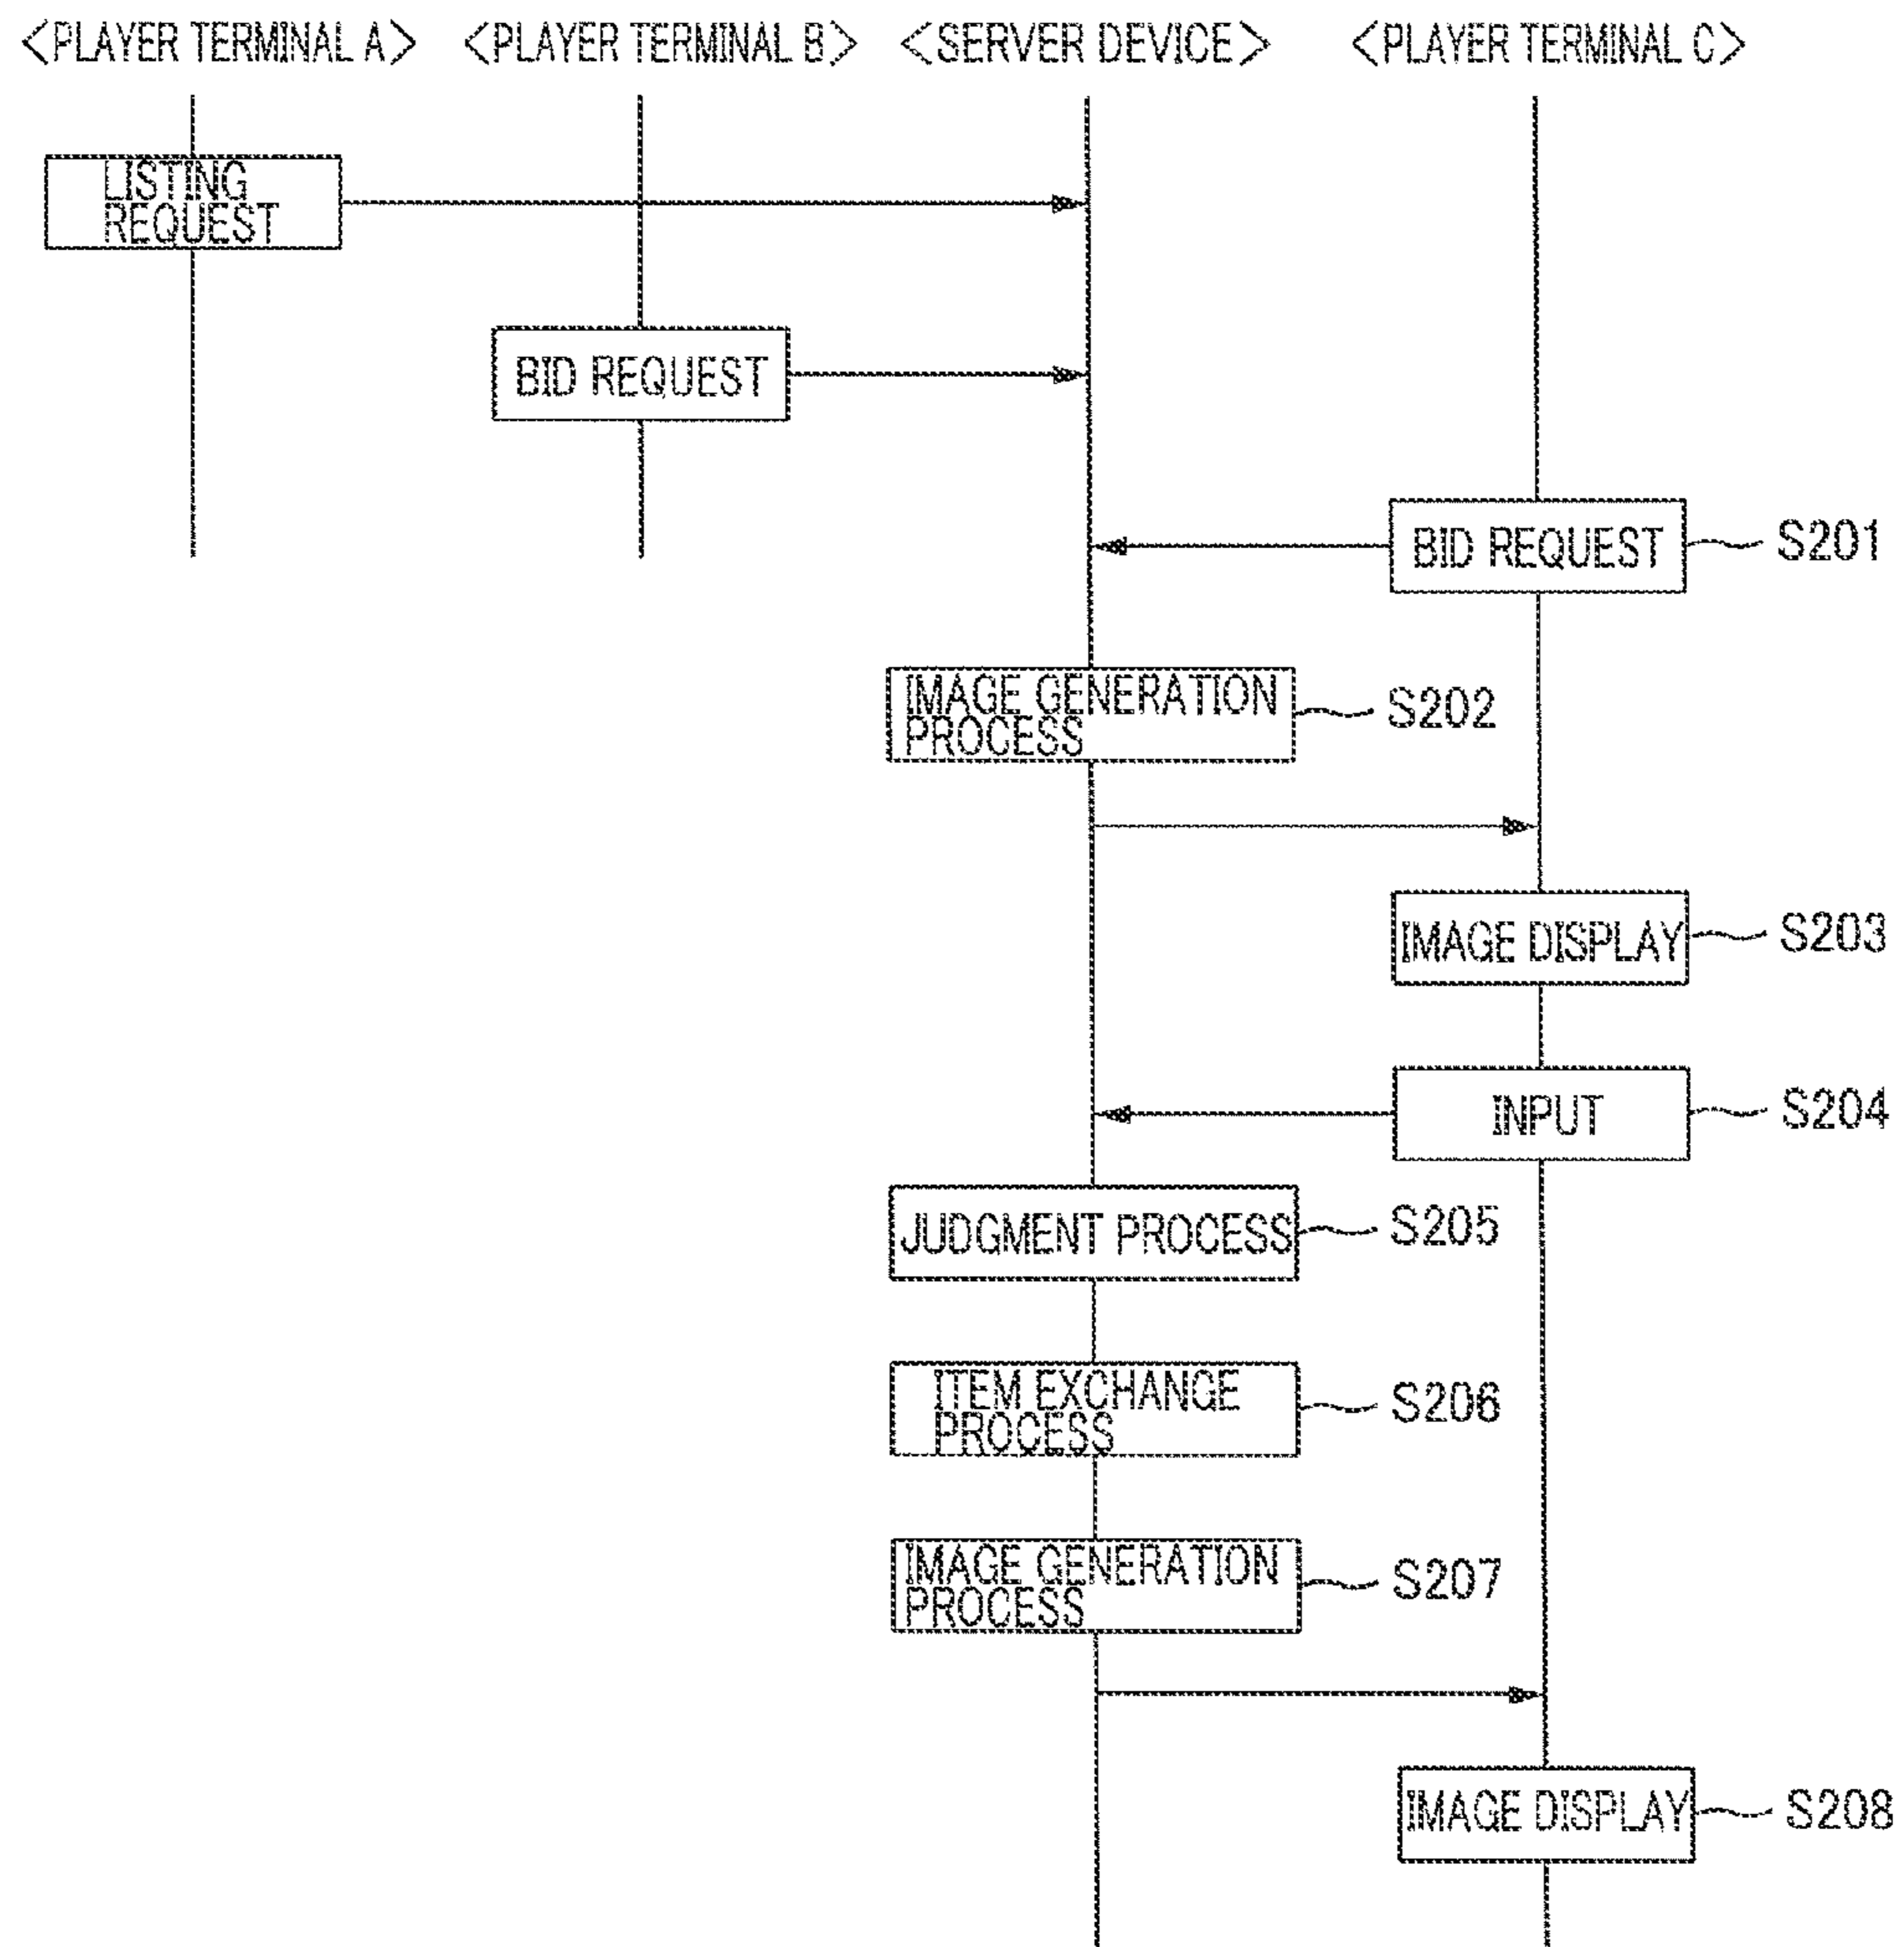 <PLAYER TERMINAL A> <PLAYER TERMINAL B> <SERVER DEVICE> <PLAYER TERMINAL C>
LISTING
REQUEST
BID REQUEST
BID REQUEST S201
IMAGE GENERATION
PROCESS
S202
IMAGE DISPLAY S203
INPUT S204
JUDGMENT PROCESS S205
ITEM EXCHANGE
PROCESS
S206
IMAGE GENERATION
PROCESS
S207
IMAGE DISPLAY S208